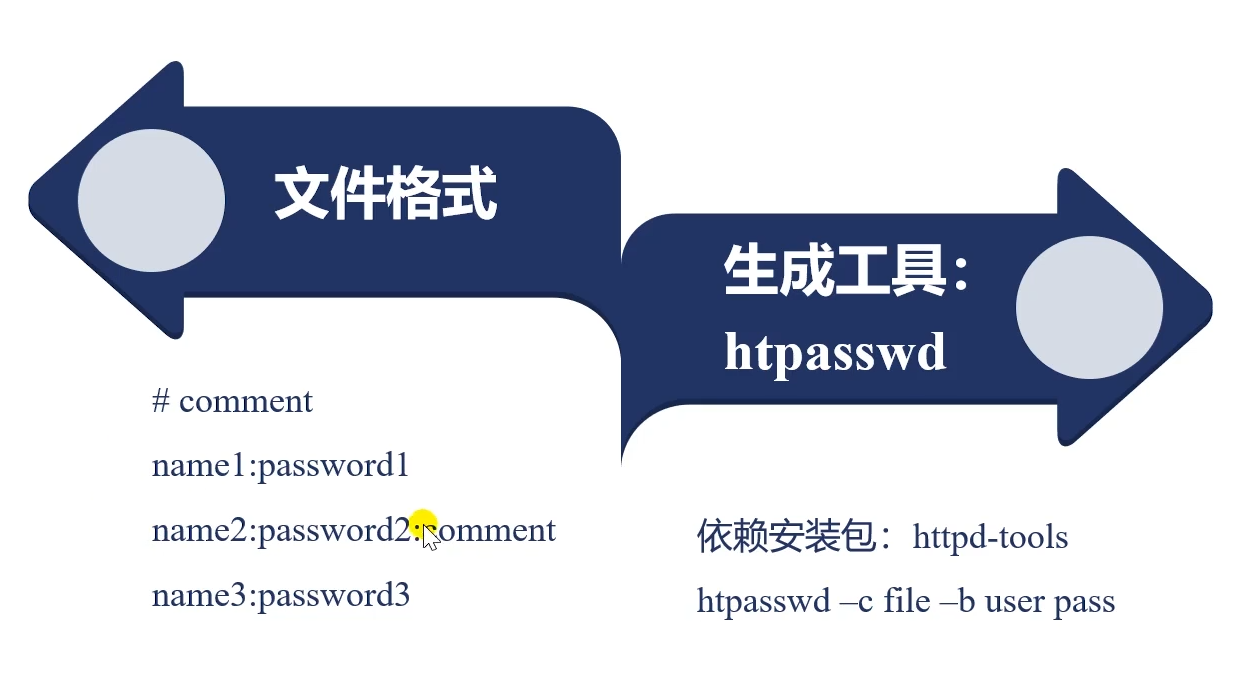 文件格式
# comment
name1:password1
name2:password2:comment
name3:password3
生成工具：
htpasswd
依赖安装包：httpd-tools
htpasswd –c file –b user pass